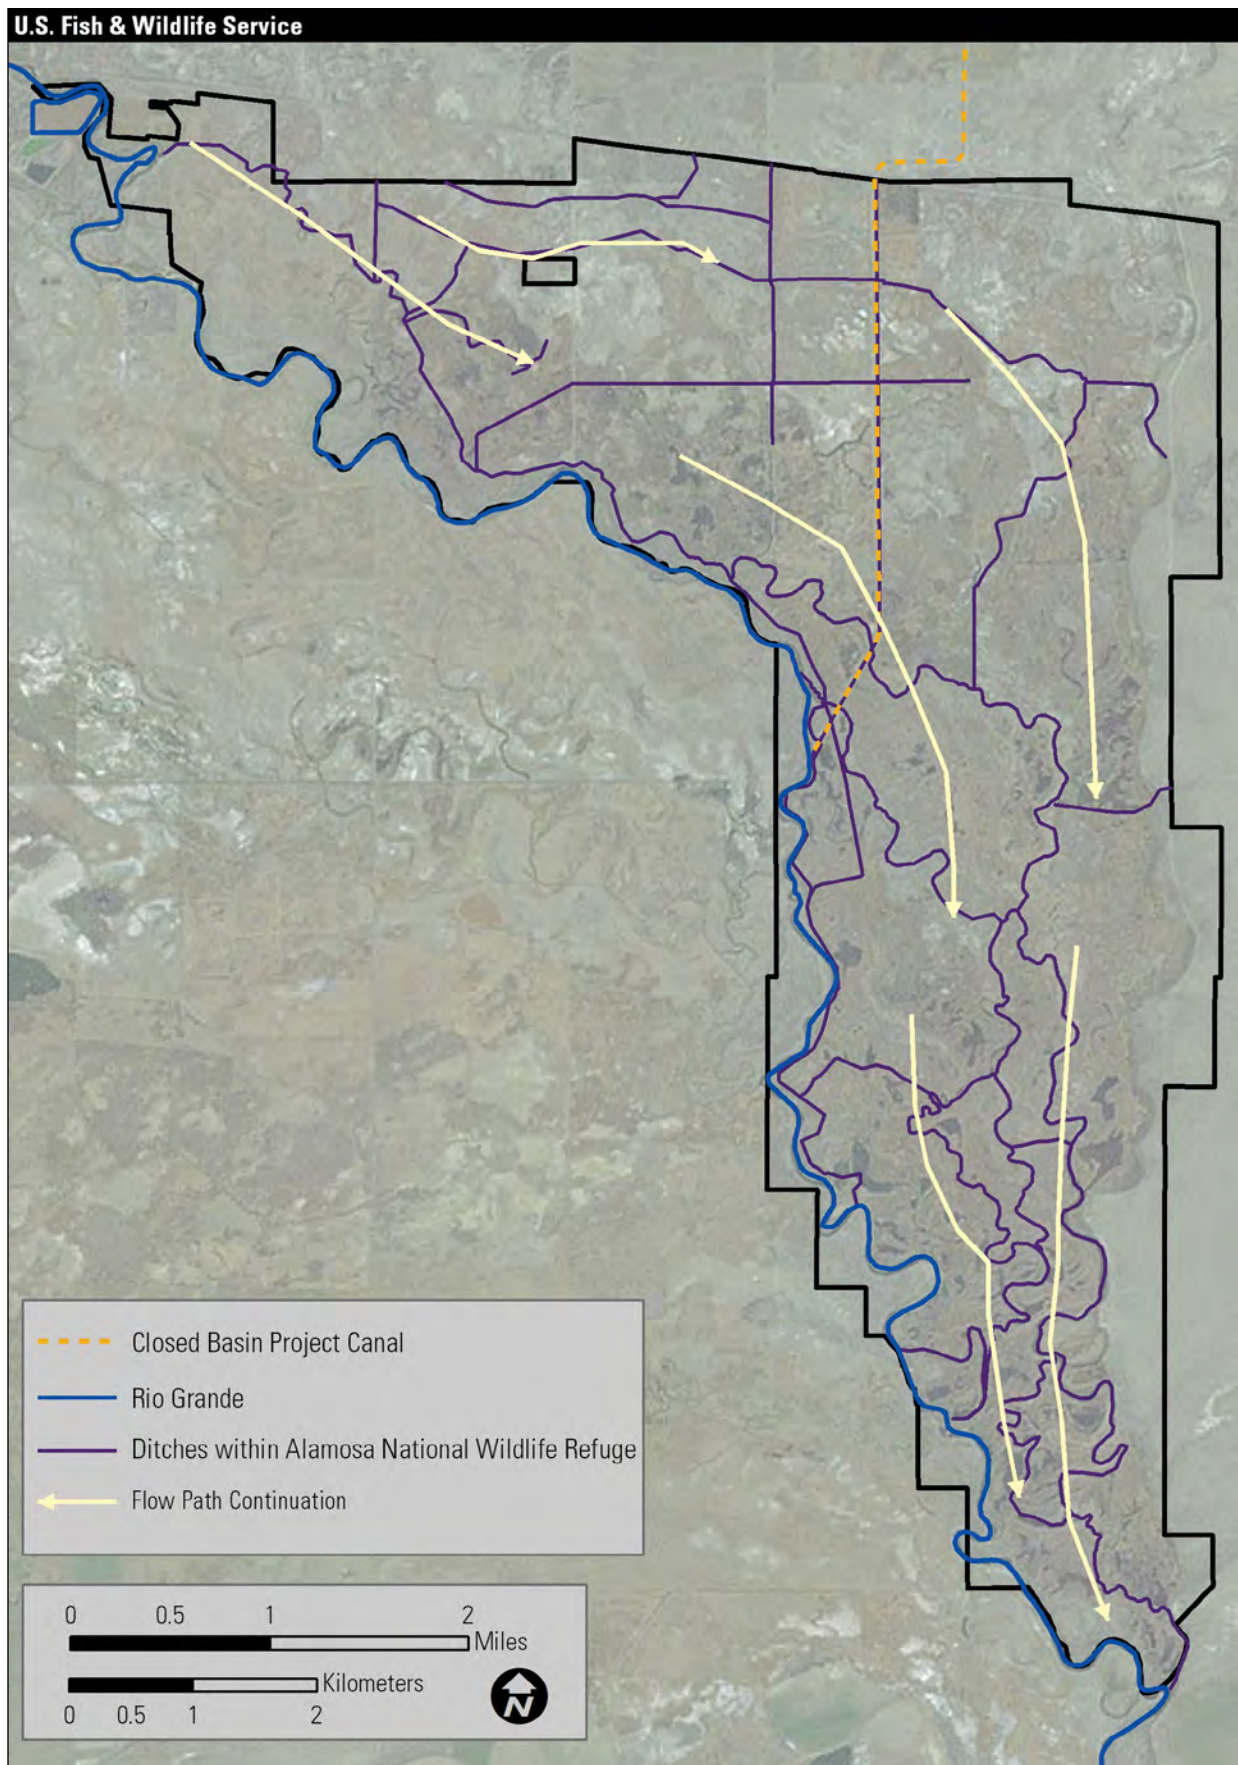 U.S. Fish & Wildlife Service
Closed Basin Project Canal
Rio Grande
Ditches within Alamosa National Wildlife Refuge
Flow Path Continuation
0 0.5 1 2
Miles
Kilometers
0 0.5 1 2
N